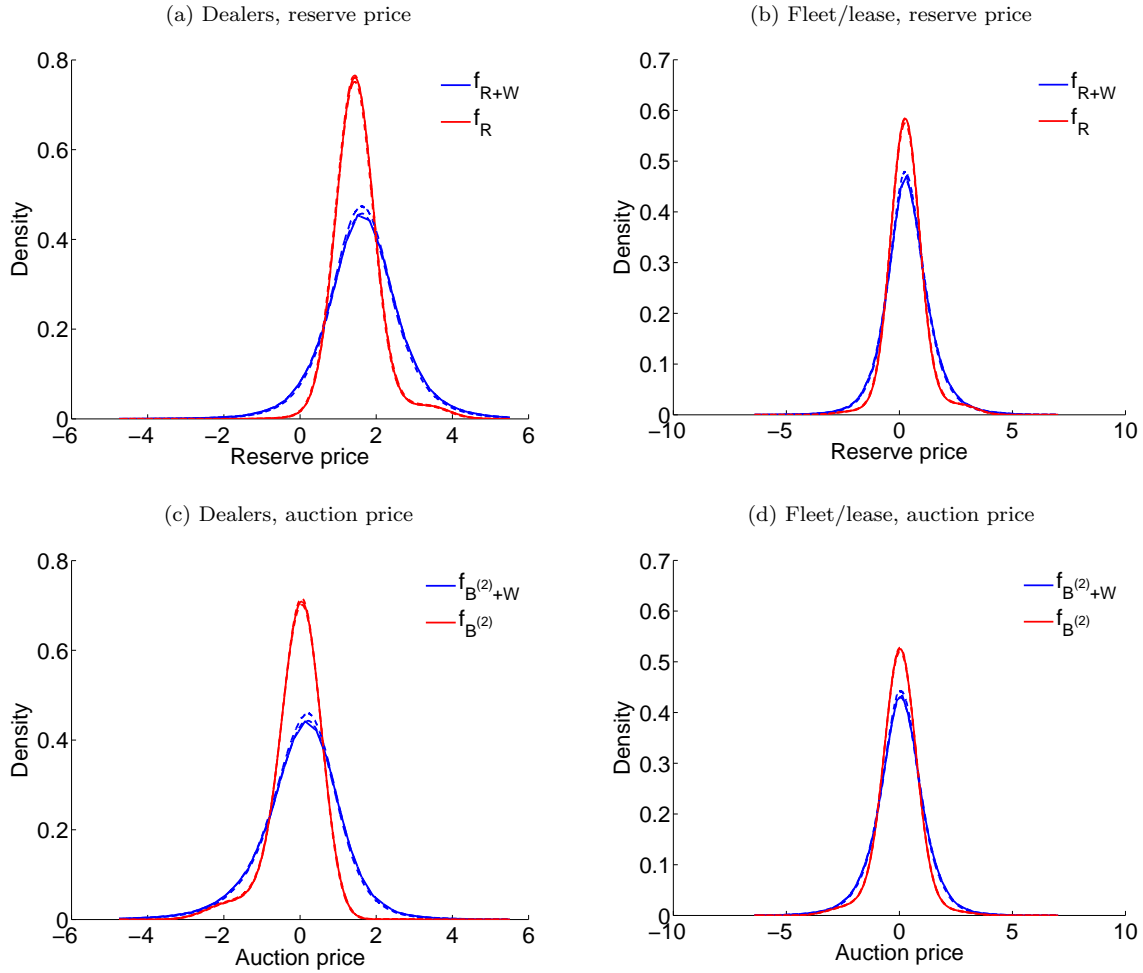 (a) Dealers, reserve price
0.8
0.6
0.4
0.2
0
Density
−6 −4 −2 0 2 4 6
Reserve price
f_{R+W}
f_R
(b) Fleet/lease, reserve price
0.7
0.6
0.5
0.4
0.3
0.2
0.1
0
Density
−10 −5 0 5 10
Reserve price
f_{R+W}
f_R
(c) Dealers, auction price
0.8
0.6
0.4
0.2
0
Density
−6 −4 −2 0 2 4 6
Auction price
f_{B^{(2)}+W}
f_{B^{(2)}}
(d) Fleet/lease, auction price
0.7
0.6
0.5
0.4
0.3
0.2
0.1
0
Density
−10 −5 0 5 10
Auction price
f_{B^{(2)}+W}
f_{B^{(2)}}